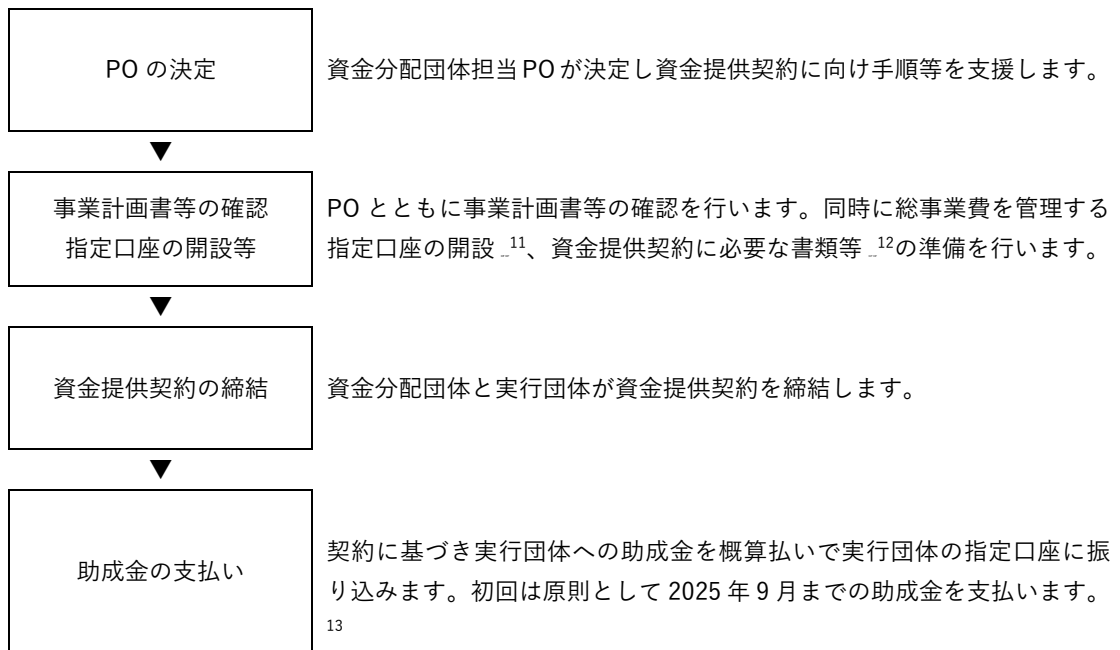 PO の決定
資金分配団体担当 PO が決定し資金提供契約に向け手順等を支援します。
▼
事業計画書等の確認
指定口座の開設等
PO とともに事業計画書等の確認を行います。同時に総事業費を管理する
指定口座の開設 11、資金提供契約に必要な書類等 12の準備を行います。
▼
資金提供契約の締結
資金分配団体と実行団体が資金提供契約を締結します。
▼
助成金の支払い
契約に基づき実行団体への助成金を概算払いで実行団体の指定口座に振
り込みます。初回は原則として 2025 年 9 月までの助成金を支払います。
13